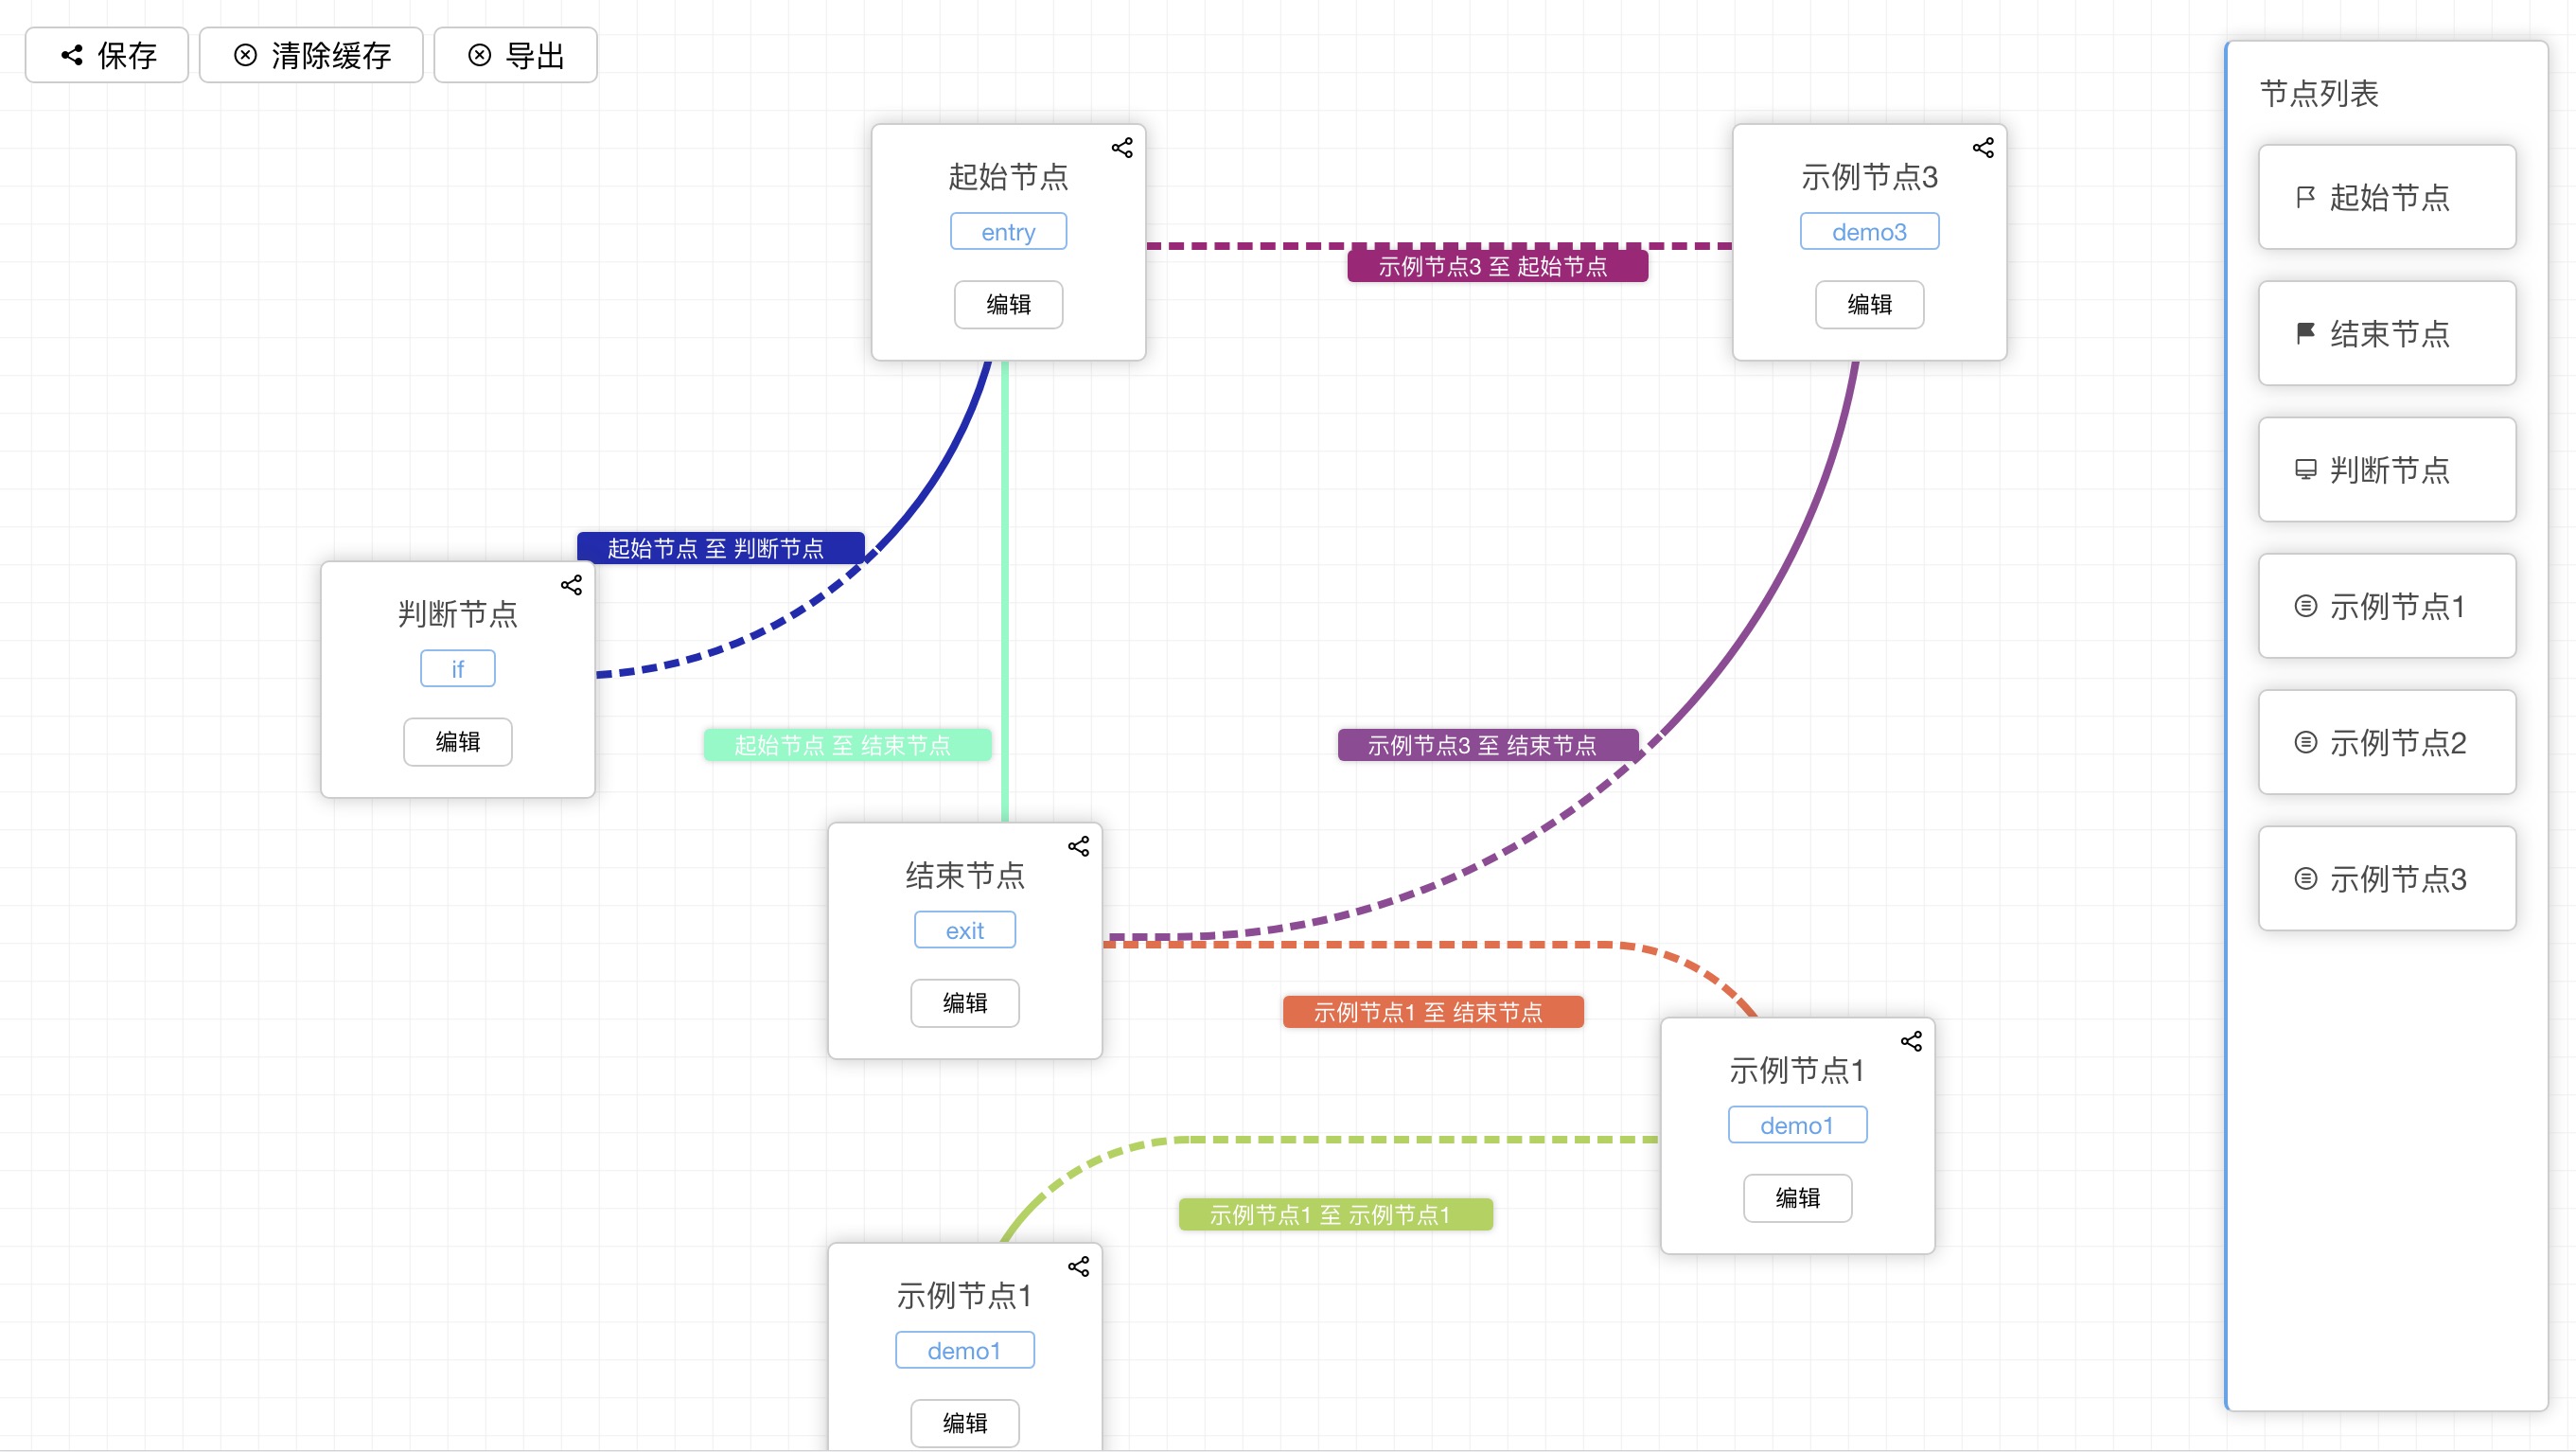 保存
清除缓存
导出
节点列表
起始节点
结束节点
判断节点
示例节点1
示例节点2
示例节点3
起始节点
entry
编辑
示例节点3
demo3
编辑
示例节点3 至 起始节点
起始节点 至 判断节点
判断节点
if
编辑
起始节点 至 结束节点
示例节点3 至 结束节点
结束节点
exit
编辑
示例节点1 至 结束节点
示例节点1
demo1
编辑
示例节点1 至 示例节点1
示例节点1
demo1
编辑